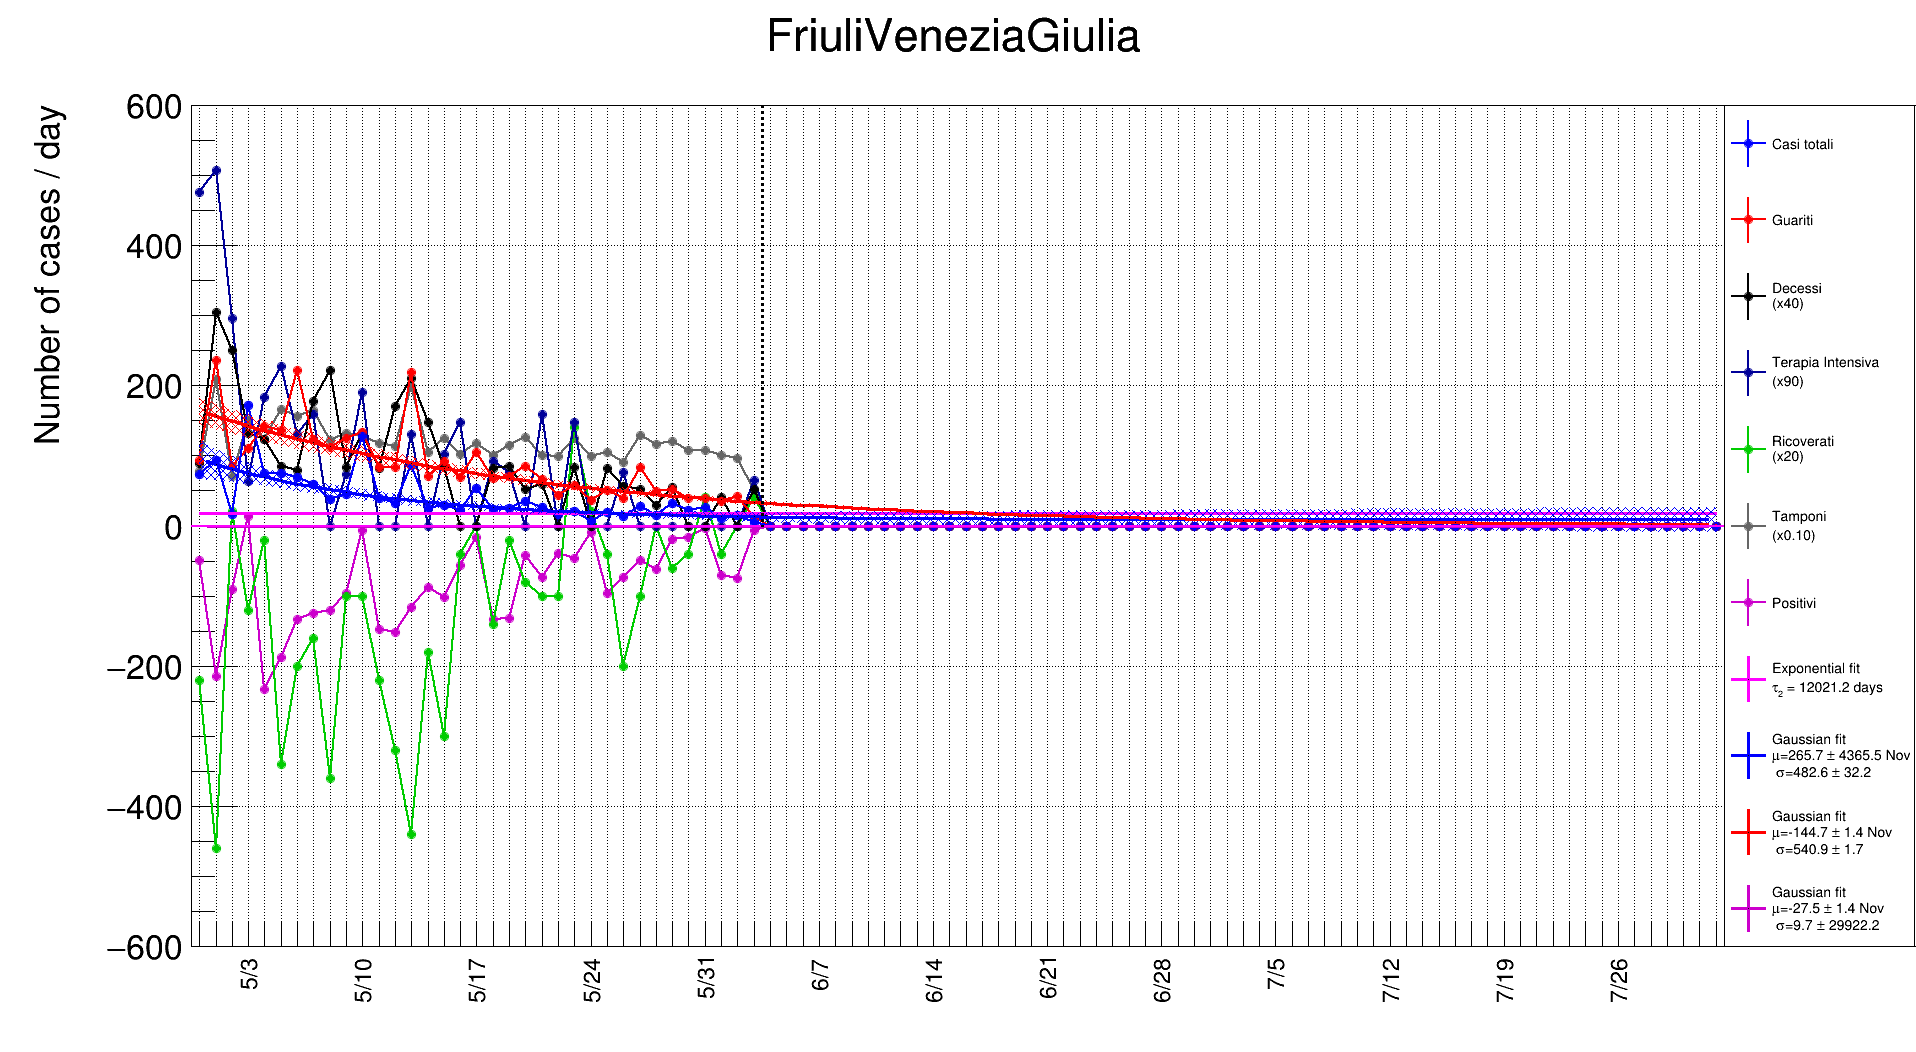 FriuliVeneziaGiulia
Number of cases / day
600
400
200
0
−200
−400
−600
5/3
5/10
5/17
5/24
5/31
6/7
6/14
6/21
6/28
7/5
7/12
7/19
7/26
Casi totali
Guariti
Decessi
(x40)
Terapia Intensiva
(x90)
Ricoverati
(x20)
Tamponi
(x0.10)
Positivi
Exponential fit
τ2 = 12021.2 days
Gaussian fit
μ=265.7 ± 4365.5 Nov
σ=482.6 ± 32.2
Gaussian fit
μ=-144.7 ± 1.4 Nov
σ=540.9 ± 1.7
Gaussian fit
μ=-27.5 ± 1.4 Nov
σ=9.7 ± 29922.2